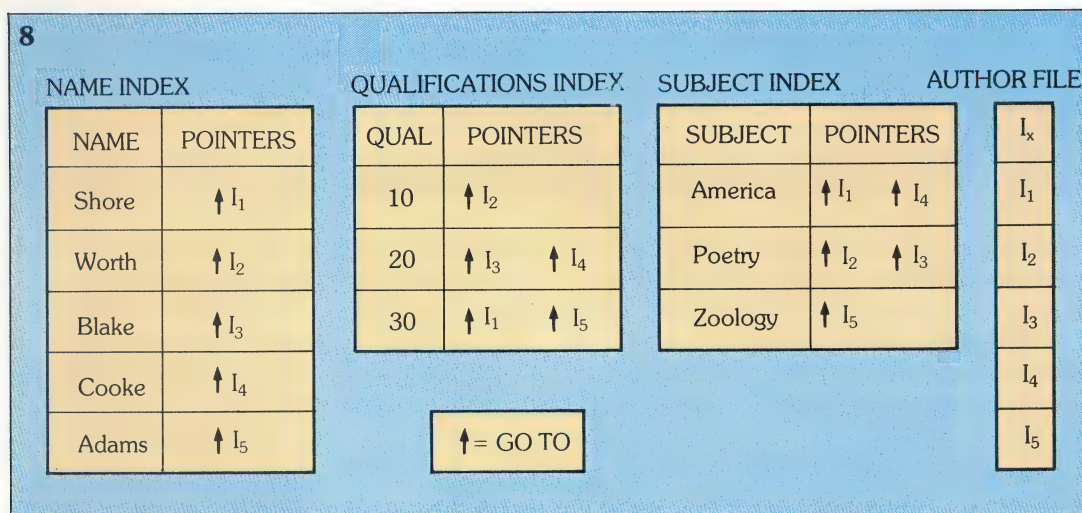 8
NAME INDEX
NAME POINTERS
Shore ↑ I₁
Worth ↑ I₂
Blake ↑ I₃
Cooke ↑ I₄
Adams ↑ I₅
QUALIFICATIONS INDEX
QUAL POINTERS
10 ↑ I₂
20 ↑ I₃ ↑ I₄
30 ↑ I₁ ↑ I₅
↑ = GO TO
SUBJECT INDEX
SUBJECT POINTERS
America ↑ I₁ ↑ I₄
Poetry ↑ I₂ ↑ I₃
Zoology ↑ I₅
AUTHOR FILE
Iₓ
I₁
I₂
I₃
I₄
I₅